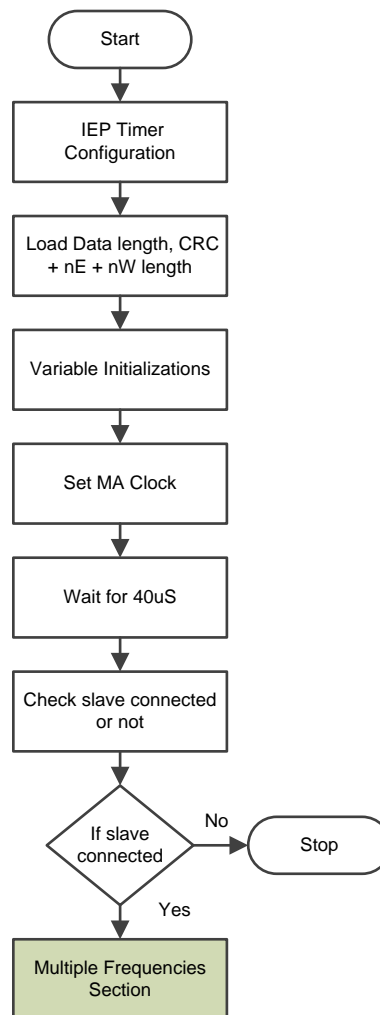 Start
IEP Timer
Configuration
Load Data length, CRC
+ nE + nW length
Variable Initializations
Set MA Clock
Wait for 40uS
Check slave connected
or not
If slave
connected
No
Stop
Yes
Multiple Frequencies
Section